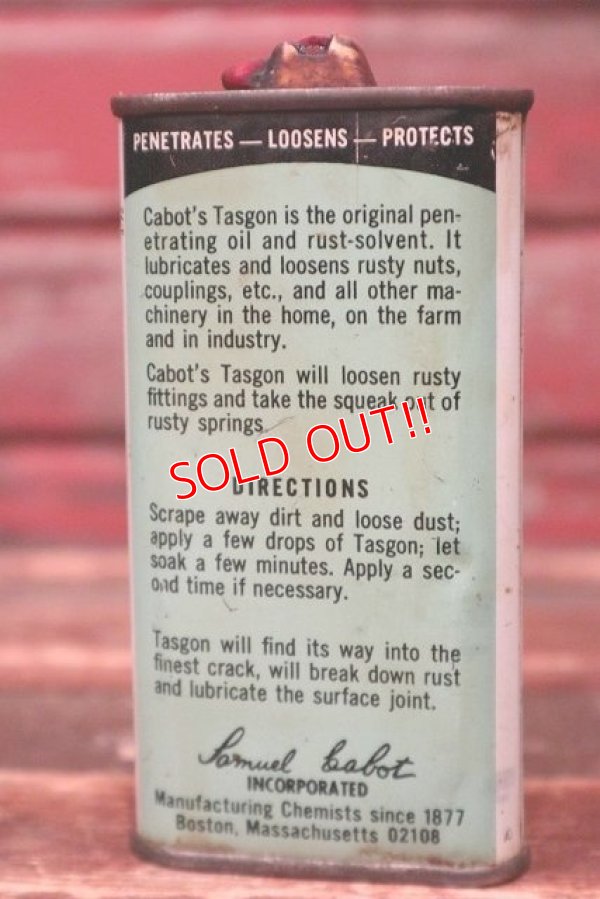 PENETRATES — LOOSENS — PROTECTS
Cabot's Tasgon is the original pen-
etrating oil and rust-solvent. It
lubricates and loosens rusty nuts,
couplings, etc., and all other ma-
chinery in the home, on the farm
and in industry.
Cabot's Tasgon will loosen rusty
fittings and take the squeak out of
rusty springs
SOLD OUT!!
DIRECTIONS
Scrape away dirt and loose dust;
apply a few drops of Tasgon; let
soak a few minutes. Apply a sec-
ond time if necessary.
Tasgon will find its way into the
finest crack, will break down rust
and lubricate the surface joint.
Samuel Cabot
INCORPORATED
Manufacturing Chemists since 1877
Boston, Massachusetts 02108